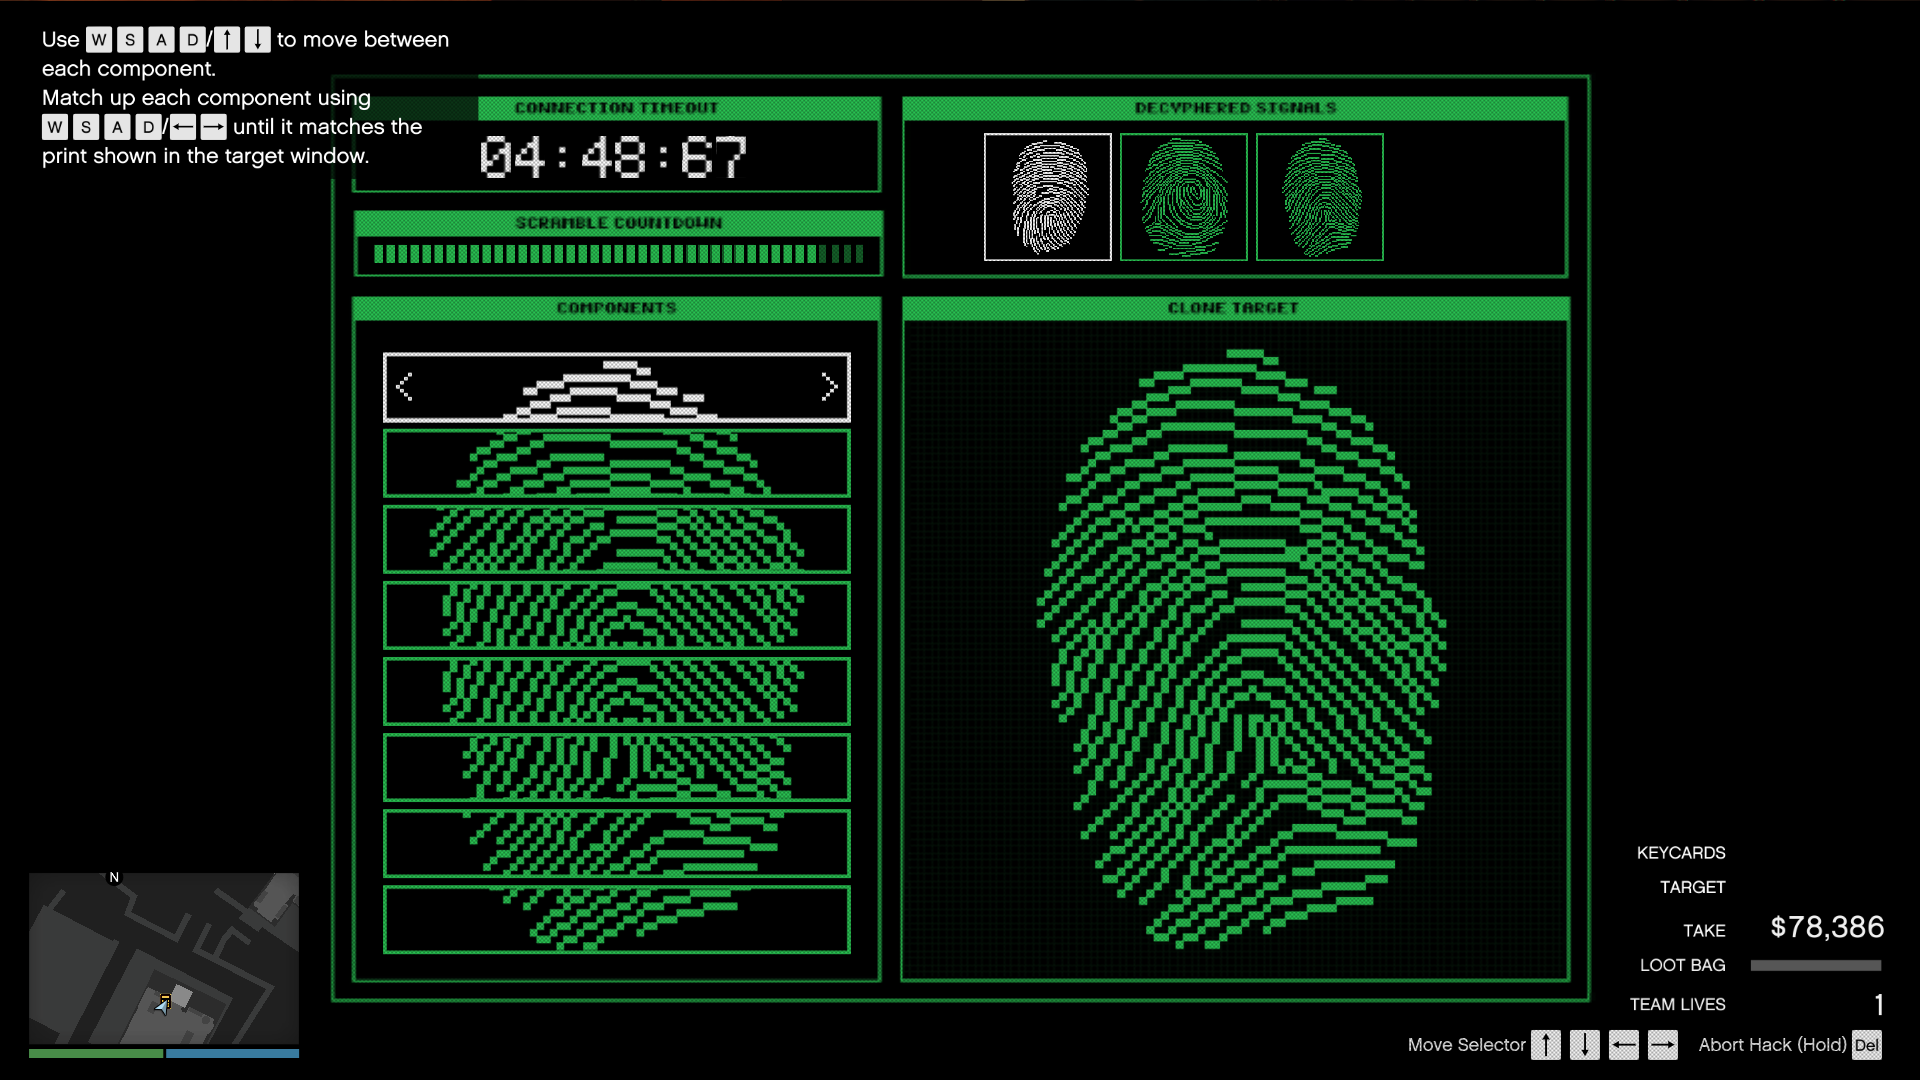 Use W S A D/↑ ↓ to move between
each component.
Match up each component using
W S A D/← → until it matches the
print shown in the target window.
CONNECTION TIMEOUT
04:48:67
SCRAMBLE COUNTDOWN
DECYPHERED SIGNALS
COMPONENTS
CLONE TARGET
N
KEYCARDS
TARGET
TAKE $78,386
LOOT BAG
TEAM LIVES 1
Move Selector ↑ ↓ ← → Abort Hack (Hold) Del